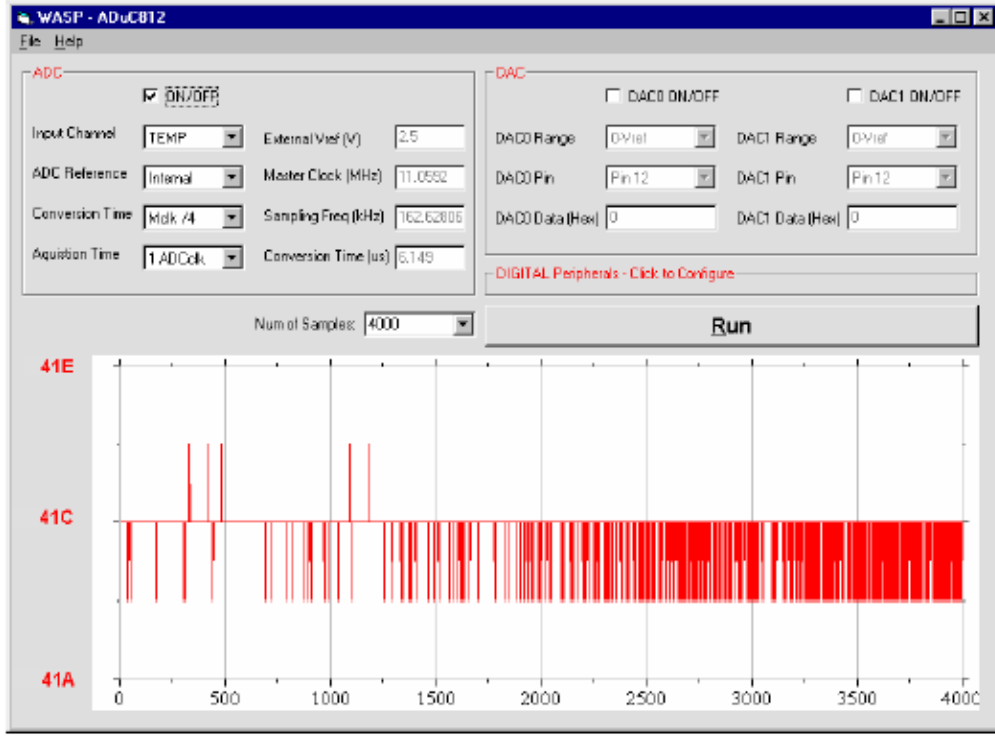 WASP - ADuC812
File Help
ADC
ON/OFF
Input Channel TEMP External Vref (V) 2.5
ADC Reference Internal Master Clock (MHz) 11.0592
Conversion Time Mclk /4 Sampling Freq (kHz) 162.62806
Aquistion Time 1 ADCclk Conversion Time (us) 6.149
DAC
DAC0 ON/OFF DAC1 ON/OFF
DAC0 Range 0-Vref DAC1 Range 0-Vref
DAC0 Pin Pin 12 DAC1 Pin Pin 12
DAC0 Data (Hex) 0 DAC1 Data (Hex) 0
DIGITAL Peripherals - Click to Configure
Num of Samples: 4000
Run
41E
41C
41A
0 500 1000 1500 2000 2500 3000 3500 4000